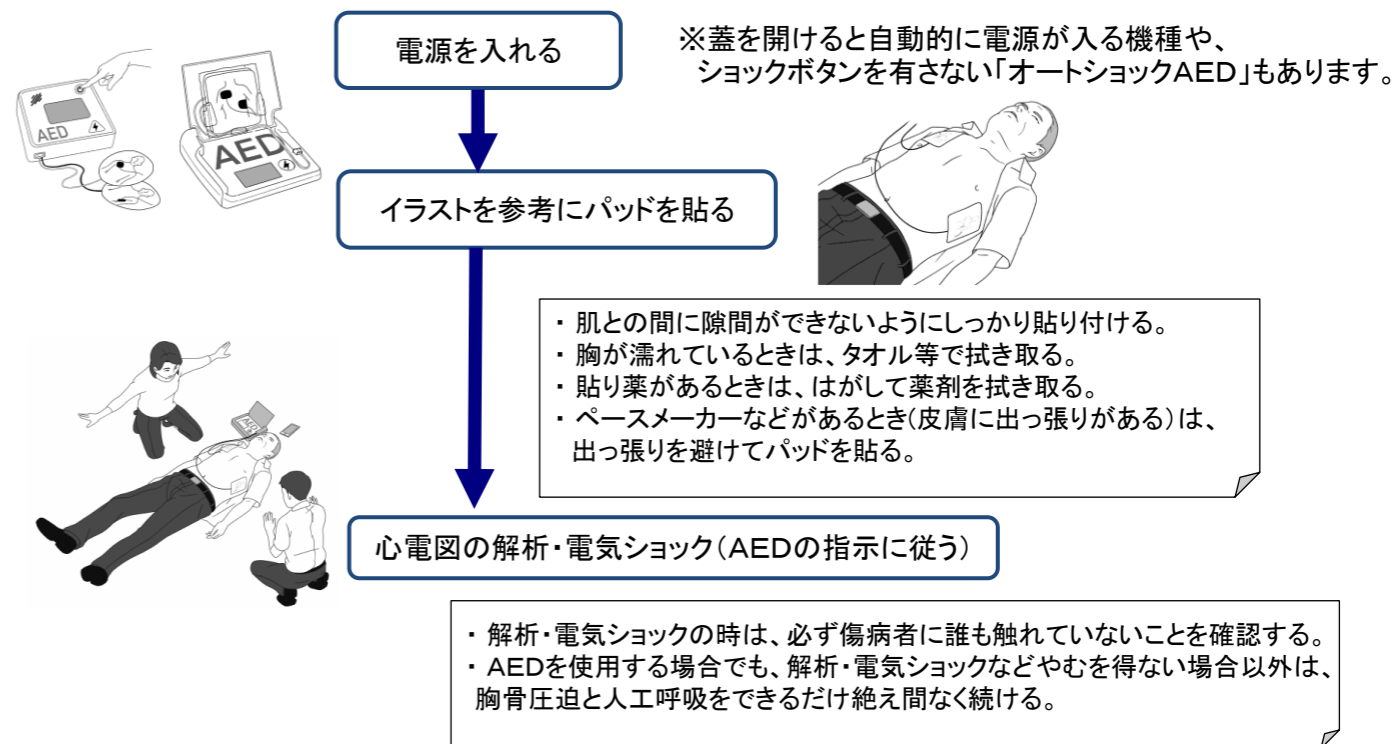 電源を入れる
※蓋を開けると自動的に電源が入る機種や、
ショックボタンを有さない「オートショックAED」もあります。
AED
AED
イラストを参考にパッドを貼る
・ 肌との間に隙間ができないようにしっかり貼り付ける。
・ 胸が濡れているときは、タオル等で拭き取る。
・ 貼り薬があるときは、はがして薬剤を拭き取る。
・ ペースメーカーなどがあるとき(皮膚に出っ張りがある)は、
出っ張りを避けてパッドを貼る。
AED
心電図の解析・電気ショック(AEDの指示に従う)
・ 解析・電気ショックの時は、必ず傷病者に誰も触れていないことを確認する。
・ AEDを使用する場合でも、解析・電気ショックなどやむを得ない場合以外は、
胸骨圧迫と人工呼吸をできるだけ絶え間なく続ける。